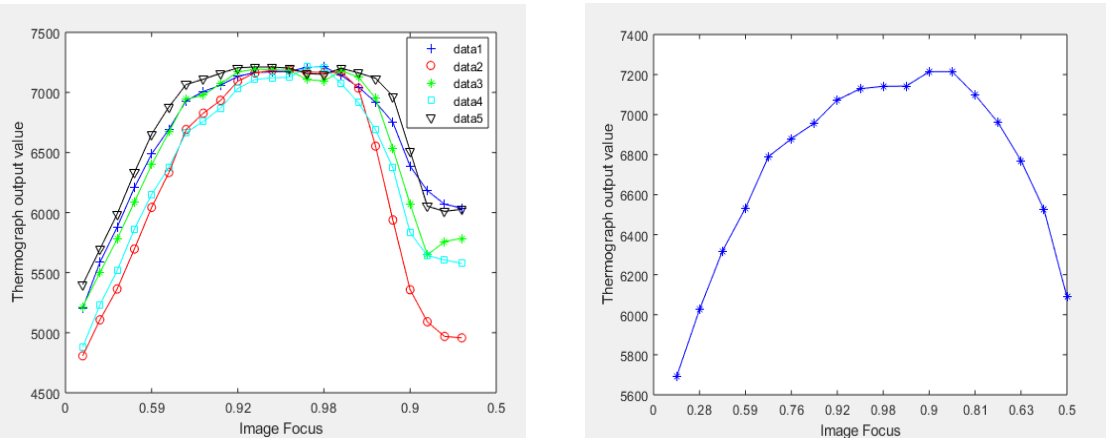 7500
7000
6500
6000
5500
5000
4500
Thermograph output value
0 0.59 0.92 0.98 0.9 0.5
Image Focus
data1
data2
data3
data4
data5
7400
7200
7000
6800
6600
6400
6200
6000
5800
5600
Thermograph output value
0 0.28 0.59 0.76 0.92 0.98 0.9 0.81 0.63 0.5
Image Focus